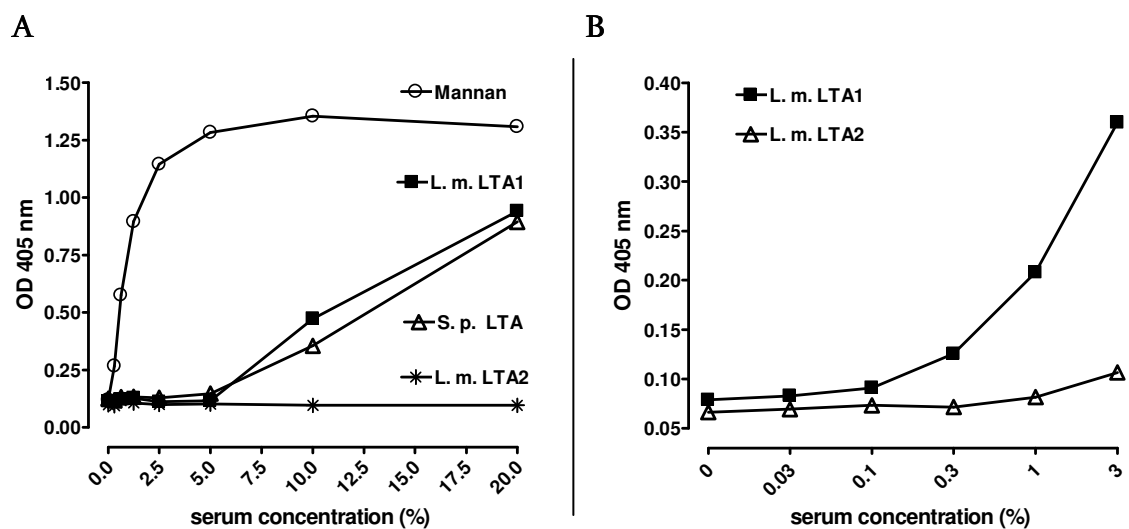 A
1.50
1.25
1.00
0.75
0.50
0.25
0.00
OD 405 nm
Mannan
L. m. LTA1
S. p. LTA
L. m. LTA2
0.0
2.5
5.0
7.5
10.0
12.5
15.0
17.5
20.0
serum concentration (%)
B
0.40
0.35
0.30
0.25
0.20
0.15
0.10
0.05
OD 405 nm
L. m. LTA1
L. m. LTA2
0
0.03
0.1
0.3
1
3
serum concentration (%)